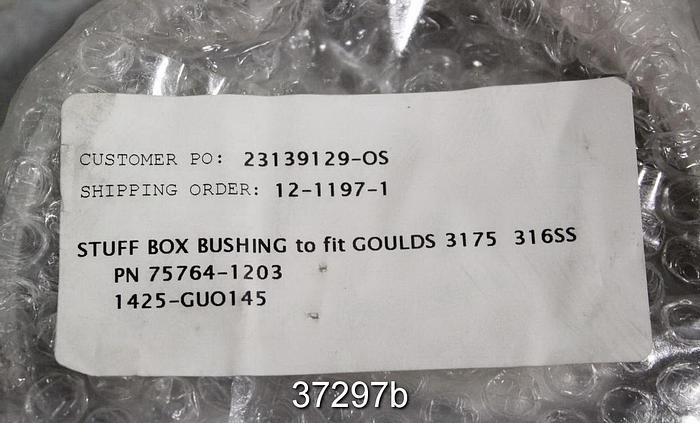 CUSTOMER PO: 23139129-OS
SHIPPING ORDER: 12-1197-1
STUFF BOX BUSHING to fit GOULDS 3175 316SS
PN 75764-1203
1425-GUO145
37297b